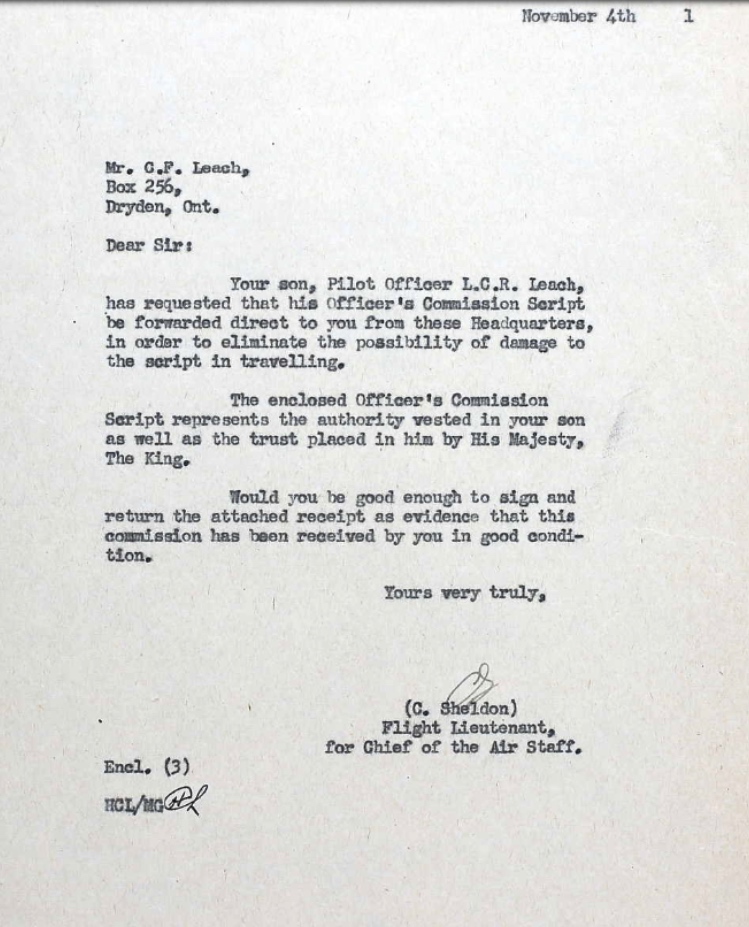 November 4th 1
Mr. C.F. Leach,
Box 256,
Dryden, Ont.
Dear Sir:
Your son, Pilot Officer L.C.R. Leach,
has requested that his Officer's Commission Script
be forwarded direct to you from these Headquarters,
in order to eliminate the possibility of damage to
the script in travelling.
The enclosed Officer's Commission
Script represents the authority vested in your son
as well as the trust placed in him by His Majesty,
The King.
Would you be good enough to sign and
return the attached receipt as evidence that this
commission has been received by you in good condi-
tion.
Yours very truly,
(C. Sheldon)
Flight Lieutenant,
for Chief of the Air Staff.
Encl. (3)
HCL/MG